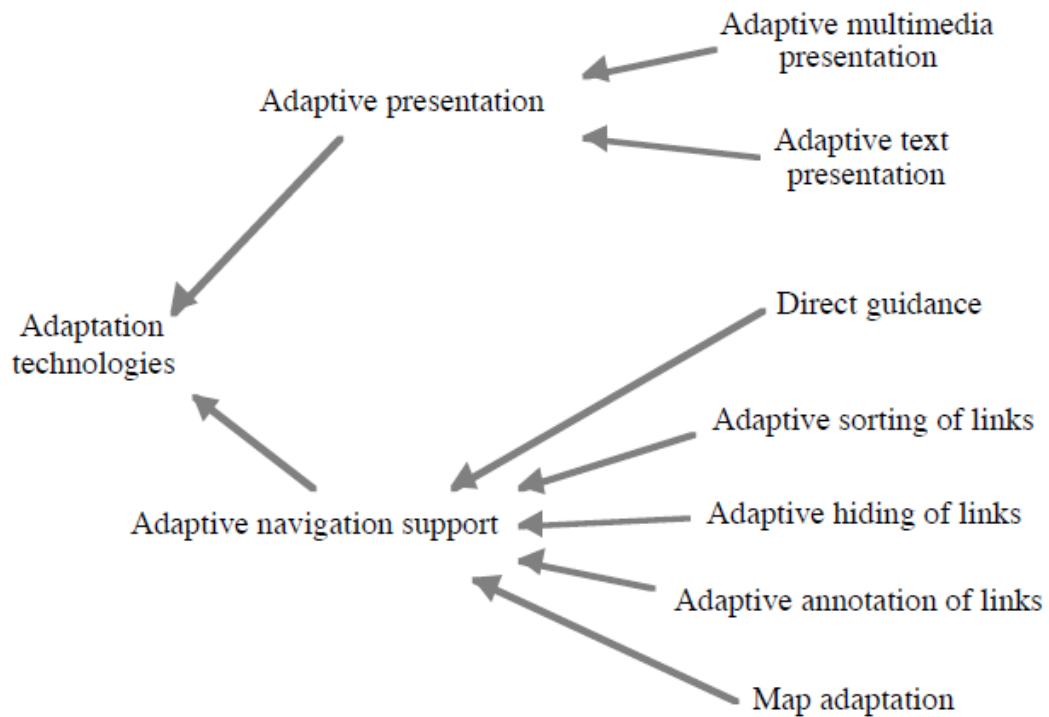 Adaptive multimedia
presentation
Adaptive presentation
Adaptive text
presentation
Direct guidance
Adaptation
technologies
Adaptive sorting of links
Adaptive hiding of links
Adaptive navigation support
Adaptive annotation of links
Map adaptation